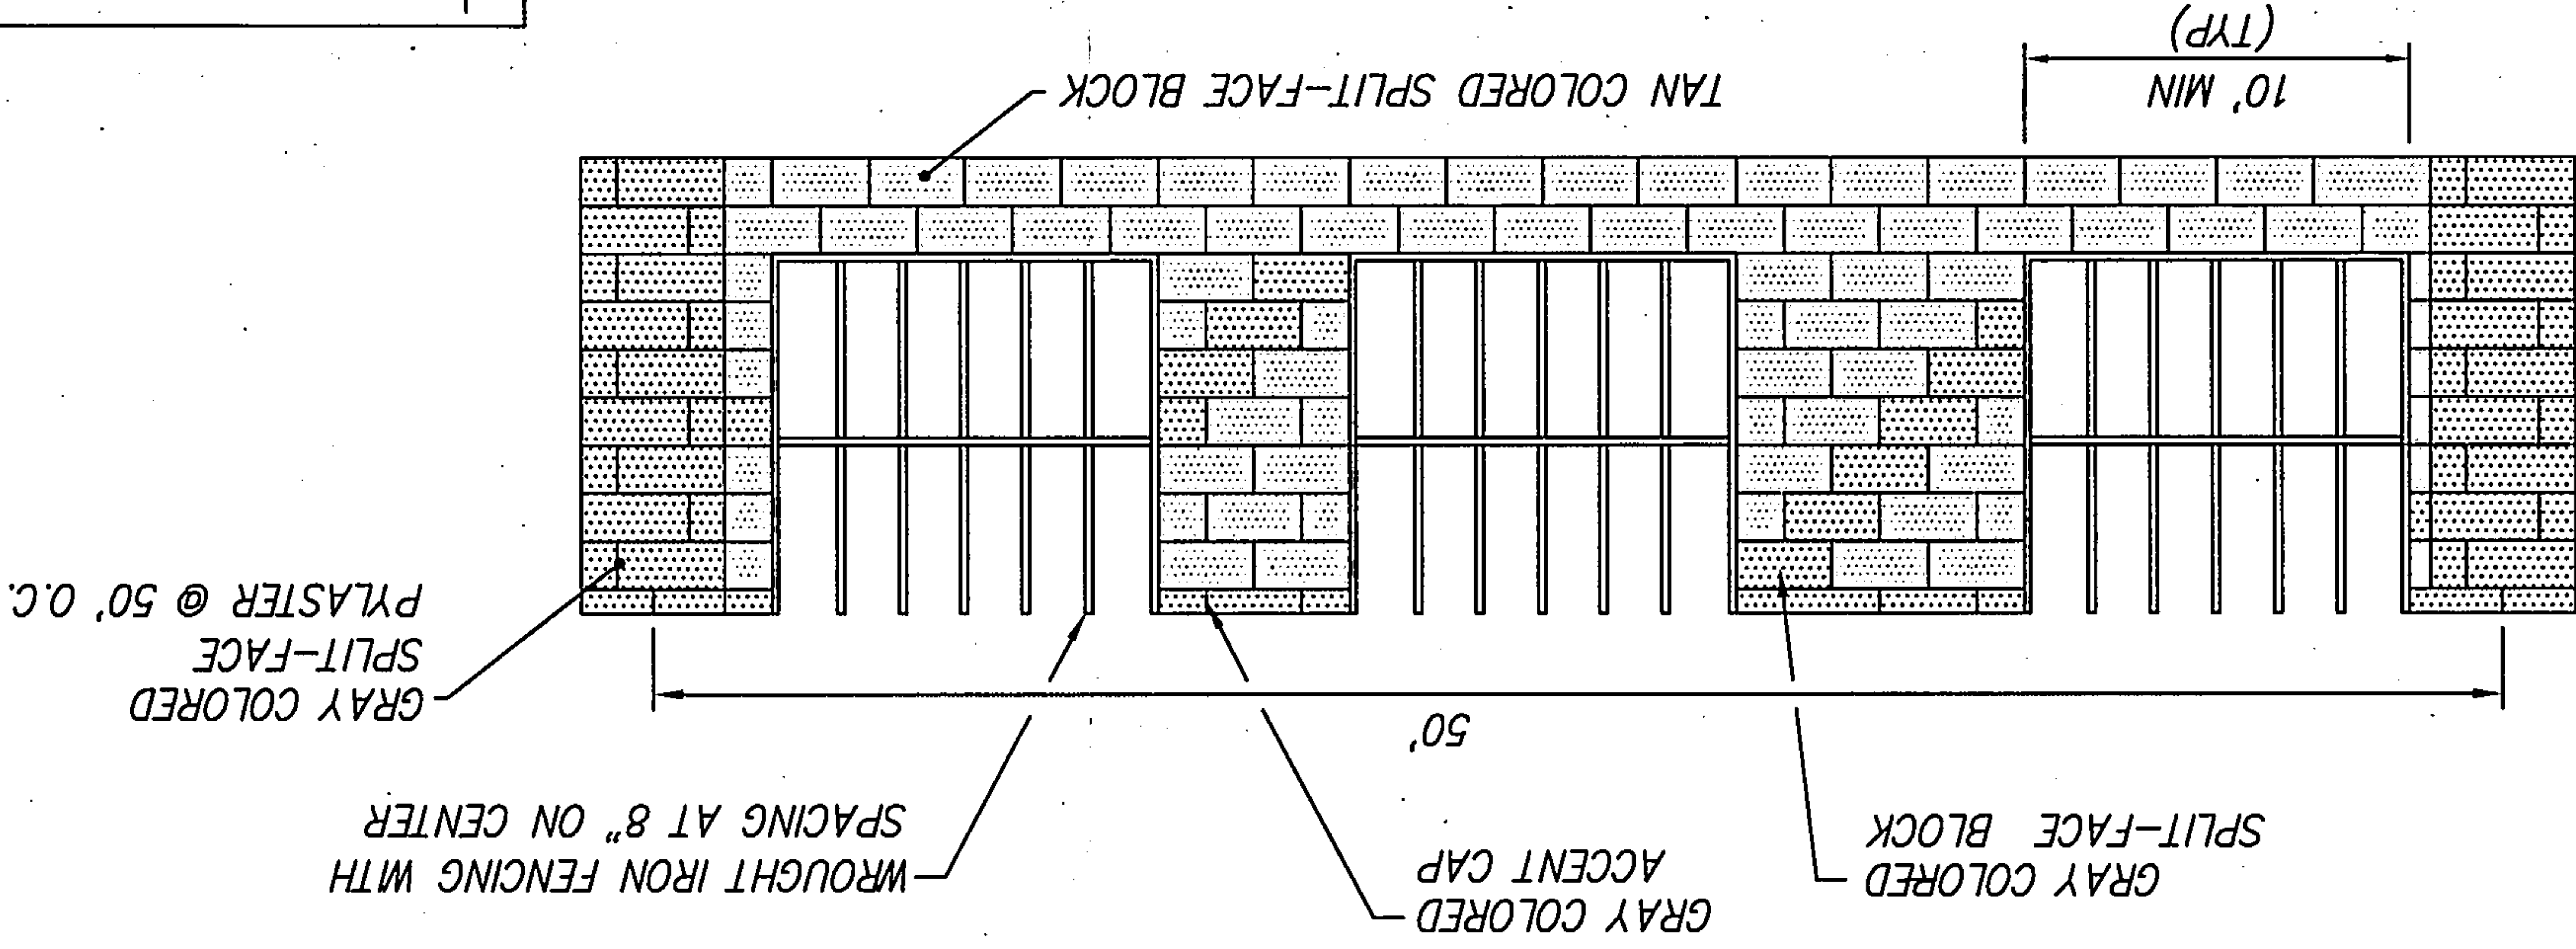 GRAY COLORED
SPLIT-FACE BLOCK
GRAY COLORED
ACCENT CAP
WROUGHT IRON FENCING WITH
SPACING AT 8" ON CENTER
50'
GRAY COLORED
SPLIT-FACE
PYLASTER @ 50' O.C.
10' MIN
(TYP)
TAN COLORED SPLIT-FACE BLOCK